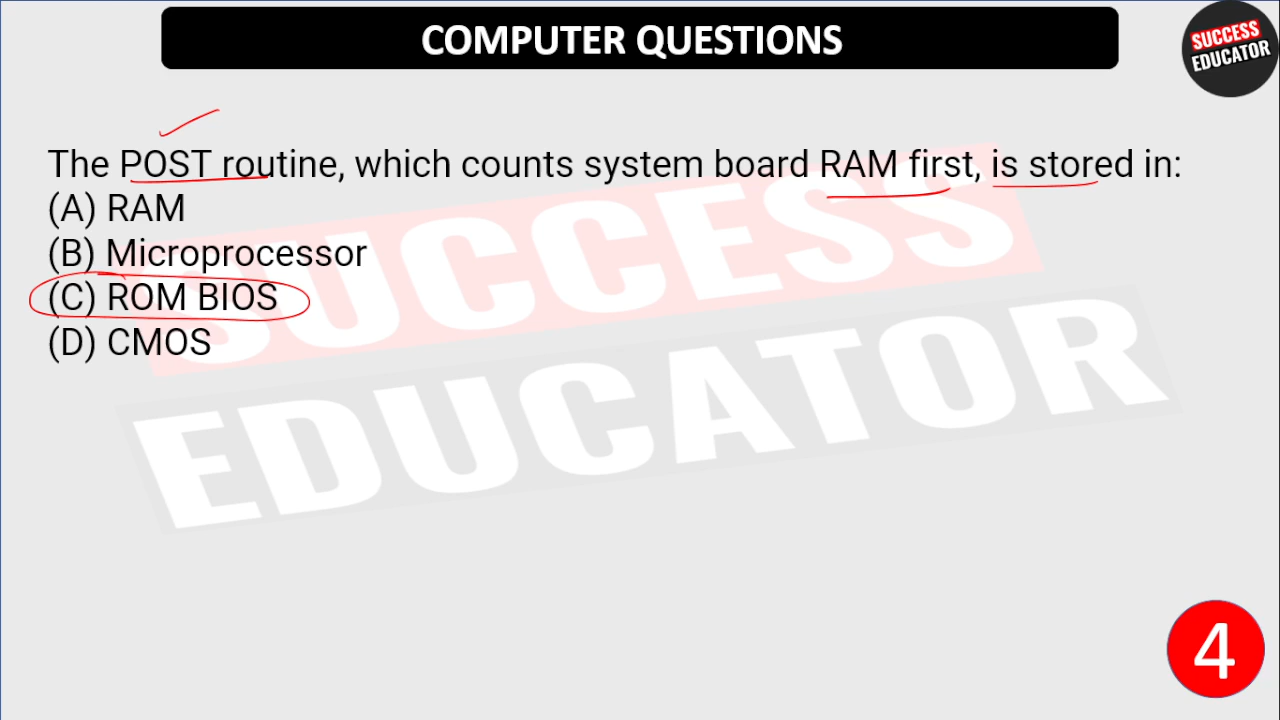 COMPUTER QUESTIONS
SUCCESS
EDUCATOR
The POST routine, which counts system board RAM first, is stored in:
(A) RAM
(B) Microprocessor
(C) ROM BIOS
(D) CMOS
SUCCESS
EDUCATOR
4